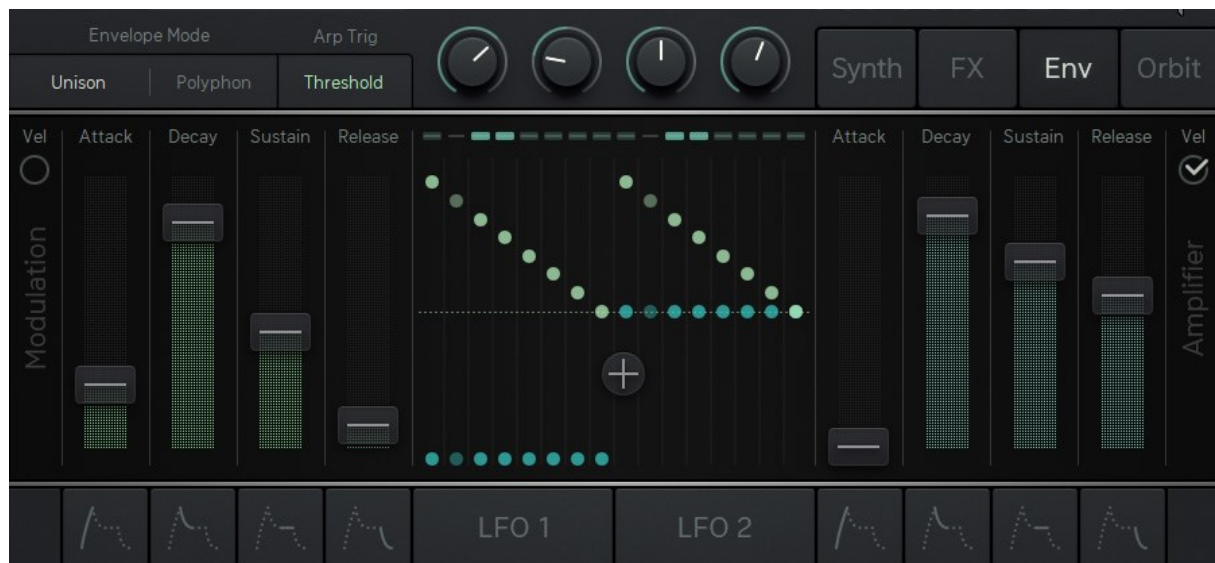 Envelope Mode
Arp Trig
Unison
Polyphon
Threshold
Synth
FX
Env
Orbit
Vel
Attack
Decay
Sustain
Release
Attack
Decay
Sustain
Release
Vel
Modulation
Amplifier
LFO 1
LFO 2